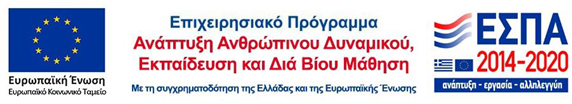 Ευρωπαϊκή Ένωση
Ευρωπαϊκό Κοινωνικό Ταμείο
Επιχειρησιακό Πρόγραμμα
Ανάπτυξη Ανθρώπινου Δυναμικού,
Εκπαίδευση και Διά Βίου Μάθηση
Με τη συγχρηματοδότηση της Ελλάδας και της Ευρωπαϊκής Ένωσης
ΕΣΠΑ
2014-2020
ανάπτυξη - εργασία - αλληλεγγύη